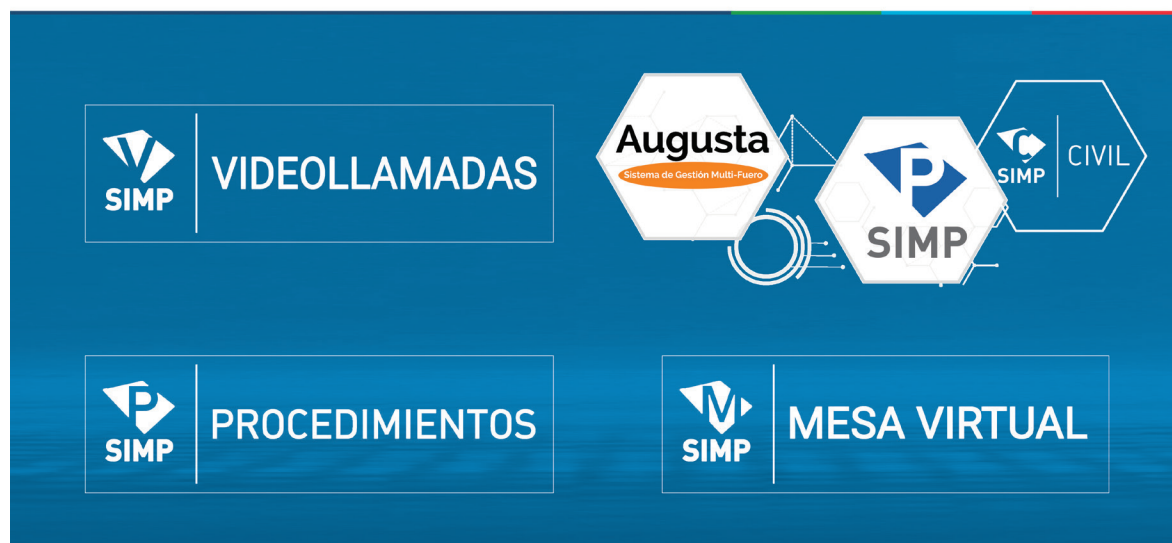 V
SIMP
VIDEOLLAMADAS
Augusta
Sistema de Gestión Multi-Fuero
P
SIMP
C
SIMP
CIVIL
P
SIMP
PROCEDIMIENTOS
M
SIMP
MESA VIRTUAL